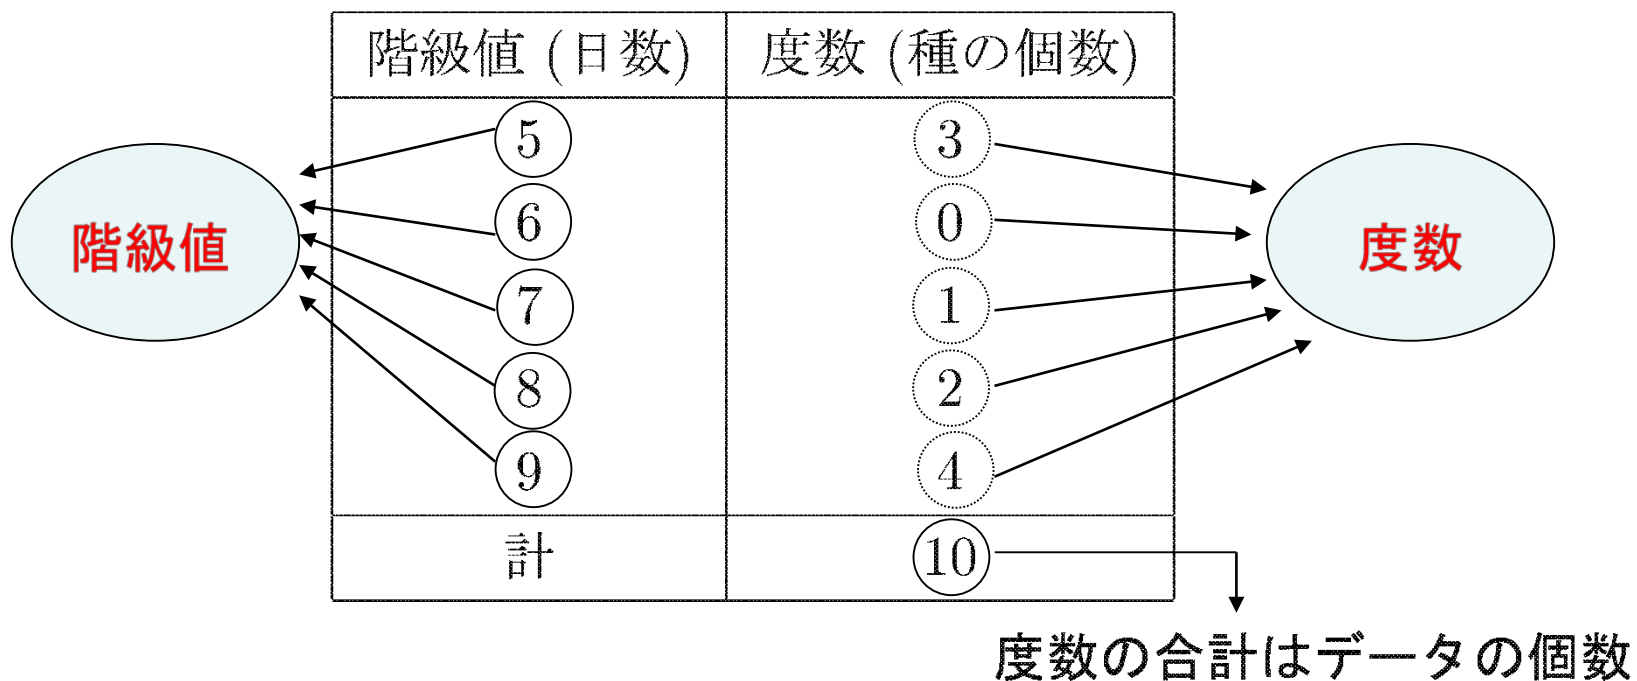 階級値 (日数) 度数 (種の個数)
5 3
6 0
7 1
8 2
9 4
計 10
階級値
度数
度数の合計はデータの個数